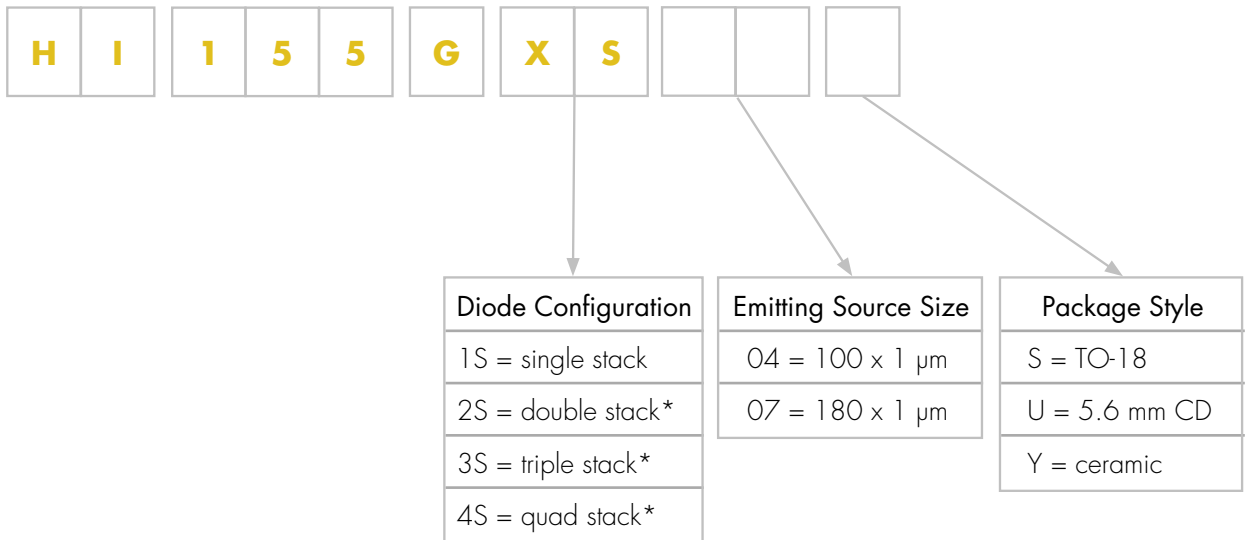 H I 1 5 5 G X S
Diode Configuration
1S = single stack
2S = double stack*
3S = triple stack*
4S = quad stack*
Emitting Source Size
04 = 100 x 1 µm
07 = 180 x 1 µm
Package Style
S = TO-18
U = 5.6 mm CD
Y = ceramic